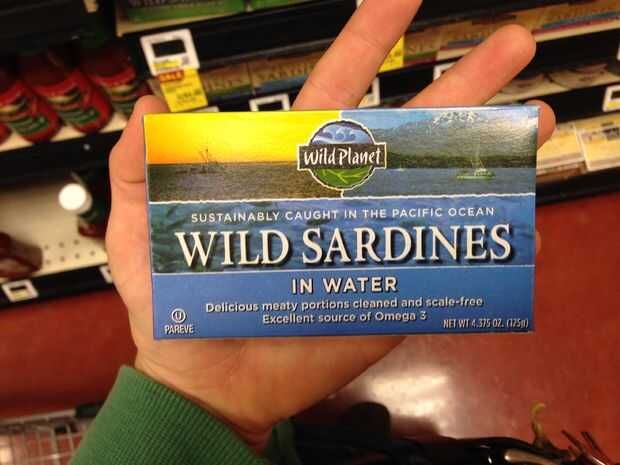 SALE
Wild Planet
SUSTAINABLY CAUGHT IN THE PACIFIC OCEAN
WILD SARDINES
IN WATER
Delicious meaty portions cleaned and scale-free
Excellent source of Omega 3
U
PAREVE
NET WT 4.375 OZ. (125g)